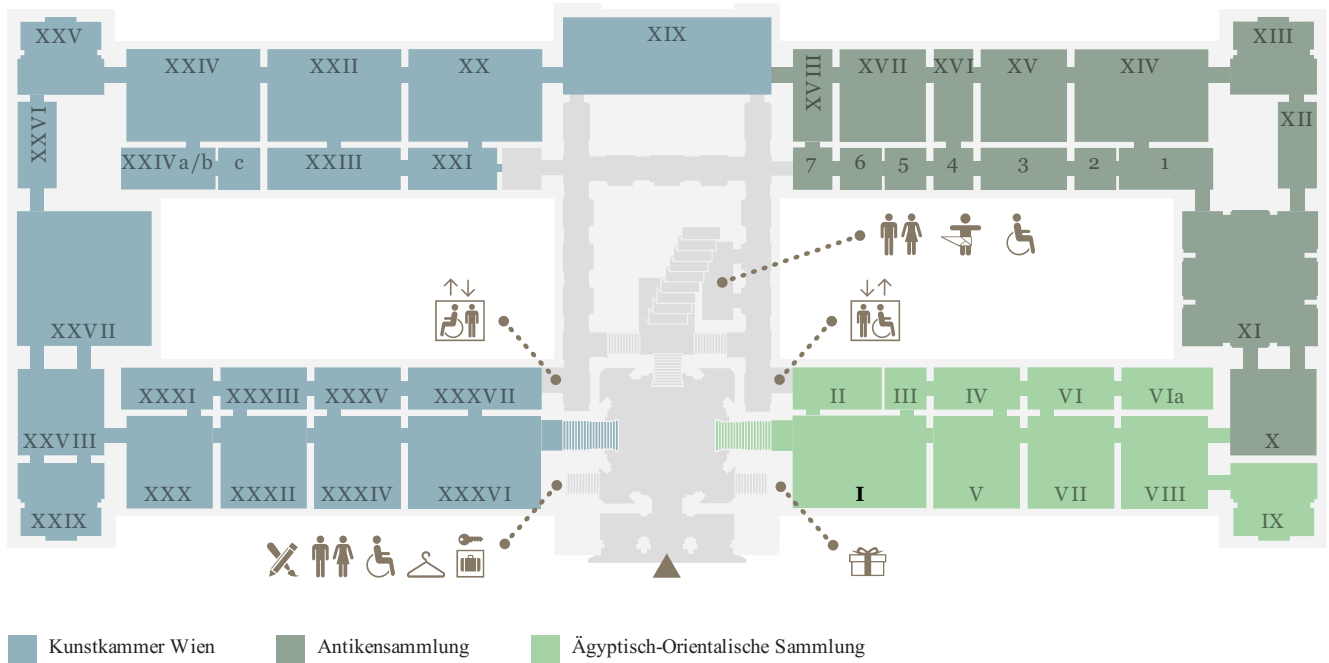 XXV
XXIV
XXII
XX
XIX
XVIII
XVII
XVI
XV
XIV
XIII
XXVI
XII
XXIVa/b
c
XXIII
XXI
7
6
5
4
3
2
1
XXVII
XI
XXXI
XXXIII
XXXV
XXXVII
II
III
IV
VI
VIa
XXVIII
X
XXX
XXXII
XXXIV
XXXVI
I
V
VII
VIII
XXIX
IX
Kunstkammer Wien
Antikensammlung
Ägyptisch-Orientalische Sammlung